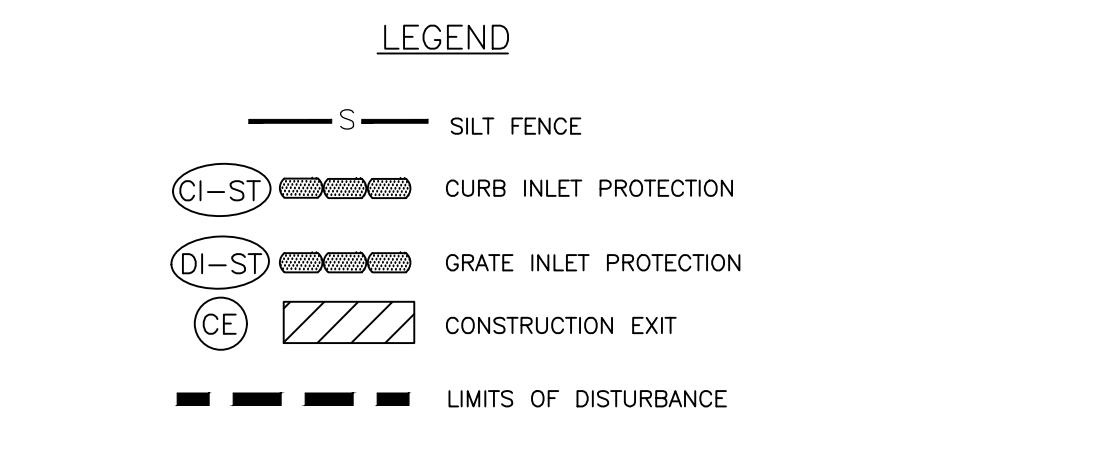 LEGEND
S SILT FENCE
CI-ST CURB INLET PROTECTION
DI-ST GRATE INLET PROTECTION
CE CONSTRUCTION EXIT
LIMITS OF DISTURBANCE